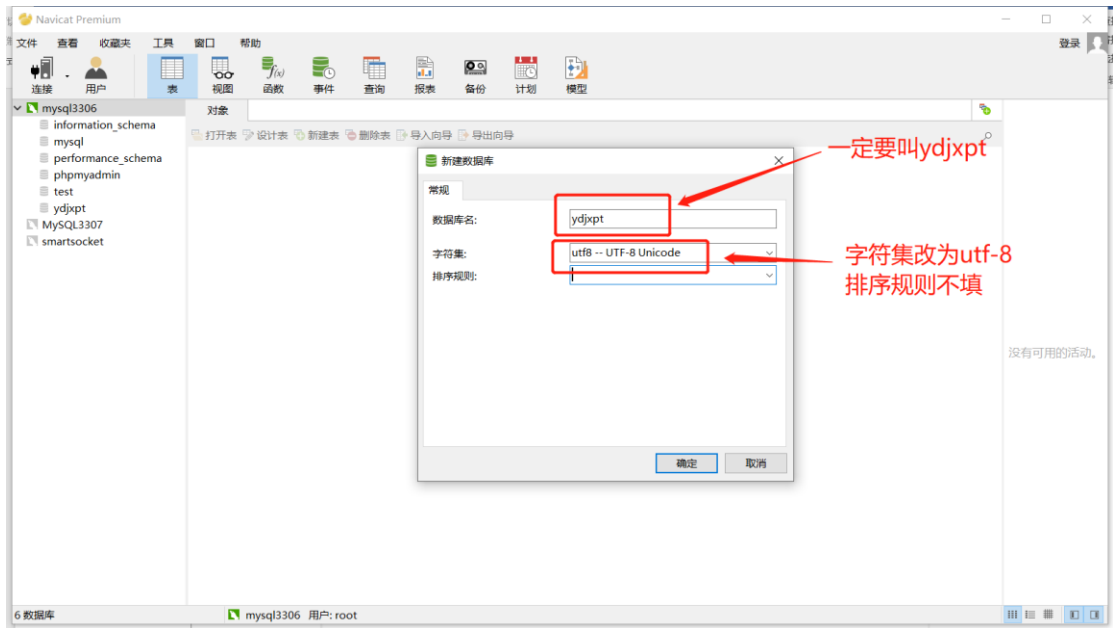 Navicat Premium
文件 查看 收藏夹 工具 窗口 帮助 登录
连接 用户 表 视图 函数 事件 查询 报表 备份 计划 模型
mysql3306
information_schema
mysql
performance_schema
phpmyadmin
test
ydjxpt
MySQL3307
smartsocket
对象
打开表 设计表 新建表 删除表 导入向导 导出向导
新建数据库
常规
数据库名: ydjxpt
字符集: utf8 -- UTF-8 Unicode
排序规则:
确定 取消
一定要叫ydjxpt
字符集改为utf-8
排序规则不填
没有可用的活动。
6 数据库 mysql3306 用户: root